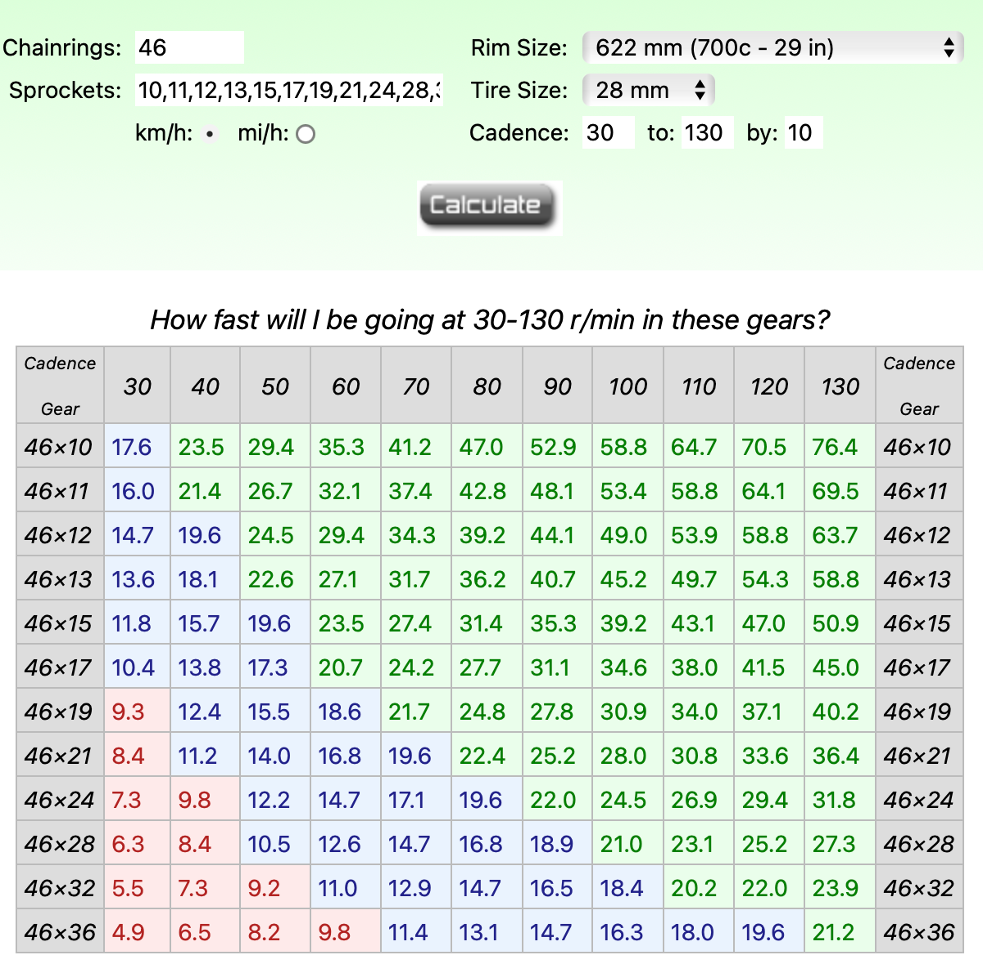 Chainrings: 46 Rim Size: 622 mm (700c - 29 in)
Sprockets: 10,11,12,13,15,17,19,21,24,28, Tire Size: 28 mm
km/h: mi/h: Cadence: 30 to: 130 by: 10
Calculate
How fast will I be going at 30-130 r/min in these gears?
Cadence Gear 30 40 50 60 70 80 90 100 110 120 130 Cadence Gear
46×10 17.6 23.5 29.4 35.3 41.2 47.0 52.9 58.8 64.7 70.5 76.4 46×10
46×11 16.0 21.4 26.7 32.1 37.4 42.8 48.1 53.4 58.8 64.1 69.5 46×11
46×12 14.7 19.6 24.5 29.4 34.3 39.2 44.1 49.0 53.9 58.8 63.7 46×12
46×13 13.6 18.1 22.6 27.1 31.7 36.2 40.7 45.2 49.7 54.3 58.8 46×13
46×15 11.8 15.7 19.6 23.5 27.4 31.4 35.3 39.2 43.1 47.0 50.9 46×15
46×17 10.4 13.8 17.3 20.7 24.2 27.7 31.1 34.6 38.0 41.5 45.0 46×17
46×19 9.3 12.4 15.5 18.6 21.7 24.8 27.8 30.9 34.0 37.1 40.2 46×19
46×21 8.4 11.2 14.0 16.8 19.6 22.4 25.2 28.0 30.8 33.6 36.4 46×21
46×24 7.3 9.8 12.2 14.7 17.1 19.6 22.0 24.5 26.9 29.4 31.8 46×24
46×28 6.3 8.4 10.5 12.6 14.7 16.8 18.9 21.0 23.1 25.2 27.3 46×28
46×32 5.5 7.3 9.2 11.0 12.9 14.7 16.5 18.4 20.2 22.0 23.9 46×32
46×36 4.9 6.5 8.2 9.8 11.4 13.1 14.7 16.3 18.0 19.6 21.2 46×36